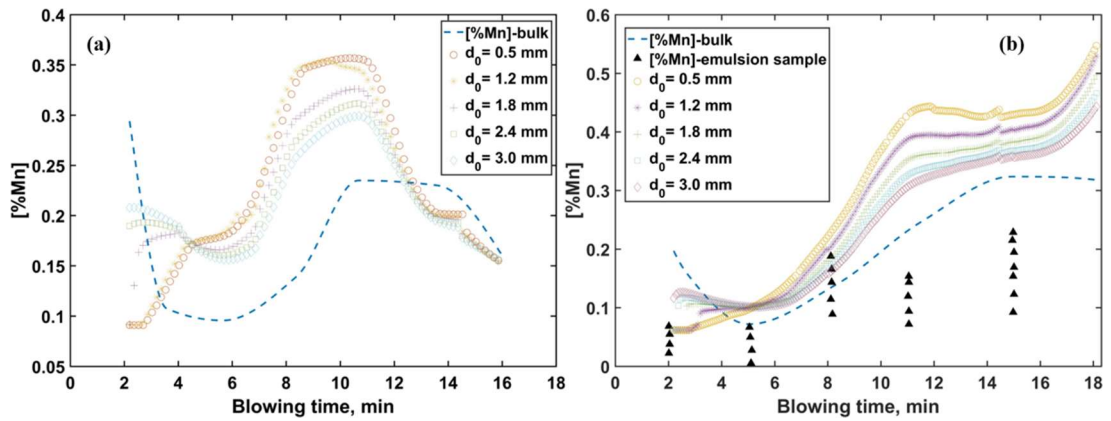 (a)
[%Mn]-bulk
d0= 0.5 mm
d0= 1.2 mm
d0= 1.8 mm
d0= 2.4 mm
d0= 3.0 mm
0.4
0.35
0.3
0.25
0.2
0.15
0.1
0.05
[%Mn]
0 2 4 6 8 10 12 14 16 18
Blowing time, min
(b)
[%Mn]-bulk
[%Mn]-emulsion sample
d0= 0.5 mm
d0= 1.2 mm
d0= 1.8 mm
d0= 2.4 mm
d0= 3.0 mm
0.6
0.5
0.4
0.3
0.2
0.1
0
[%Mn]
0 2 4 6 8 10 12 14 16 18
Blowing time, min